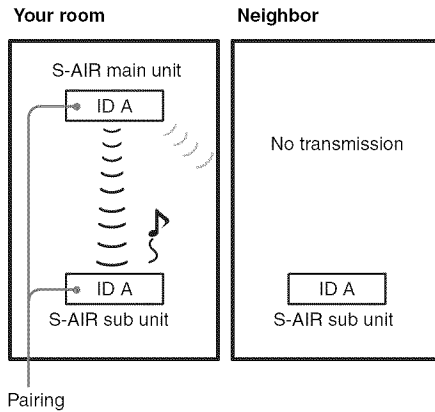 Your room
Neighbor
S-AIR main unit
ID A
No transmission
ID A
ID A
S-AIR sub unit
S-AIR sub unit
Pairing